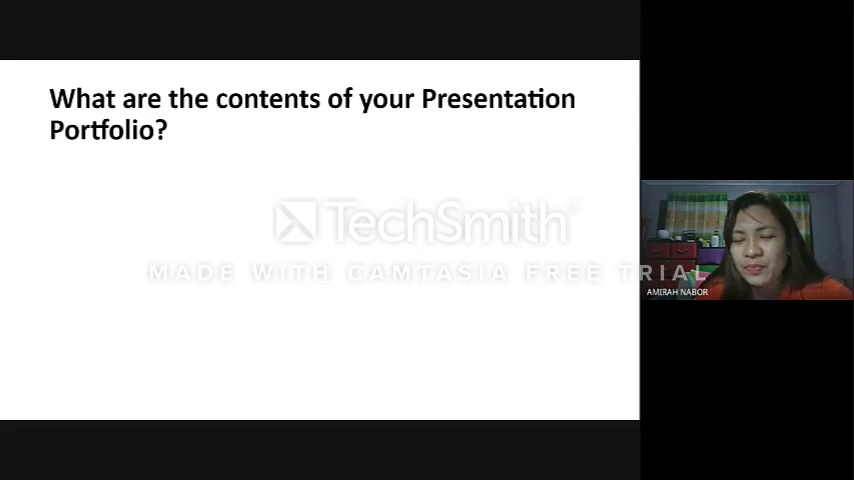 What are the contents of your Presentation
Portfolio?
TechSmith®
MADE WITH CAMTASIA FREE TRIAL
AMIRAH NABOR